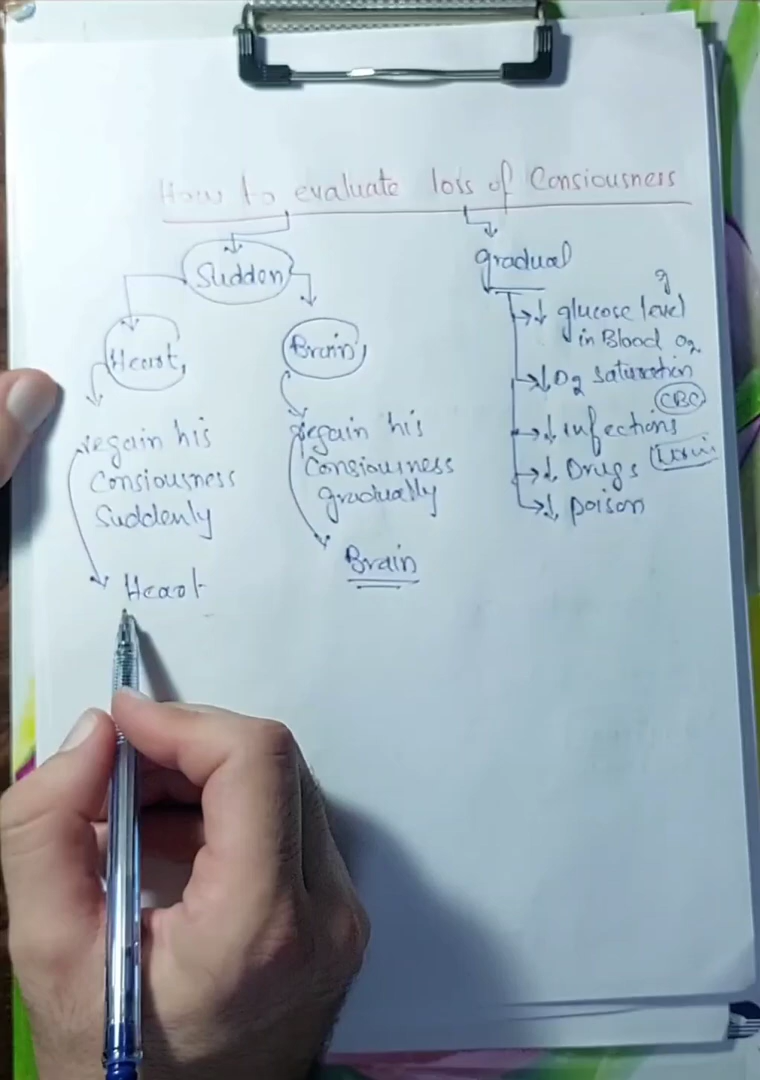 How to evaluate loss of Consiousness
Sudden
Heart
regain his
Consiousness
Suddenly
Heart
Brain
regain his
Consiousness
gradually
Brain
gradual
g
↓ glucose level
in Blood O2
↓ O2 saturation
CBC
↓ infections
↓ Drugs
↓ poison